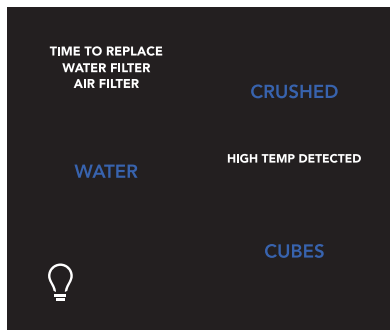 TIME TO REPLACE
WATER FILTER
AIR FILTER
CRUSHED
WATER
HIGH TEMP DETECTED
CUBES